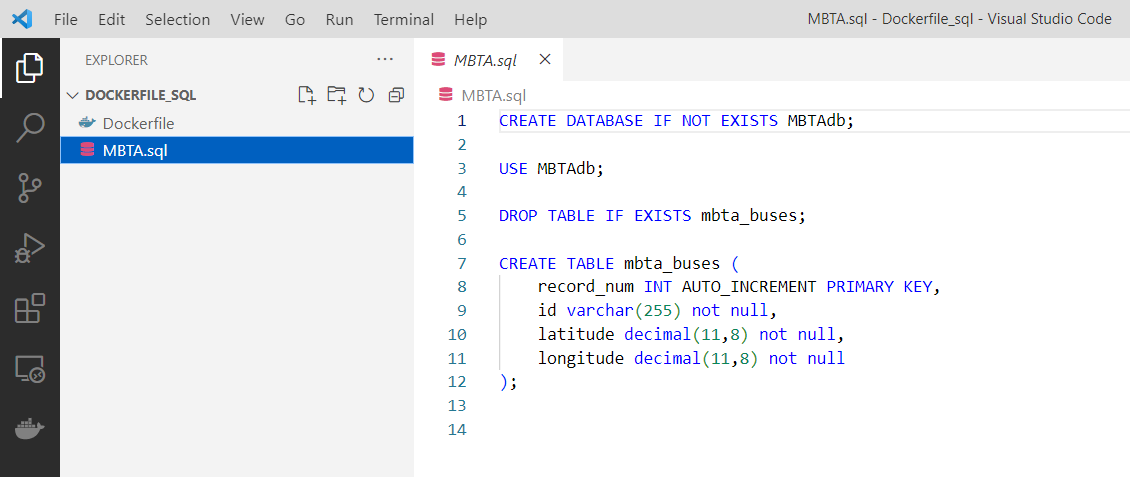 File Edit Selection View Go Run Terminal Help MBTA.sql - Dockerfile_sql - Visual Studio Code
EXPLORER
DOCKERFILE_SQL
Dockerfile
MBTA.sql
MBTA.sql
MBTA.sql
1 CREATE DATABASE IF NOT EXISTS MBTAdb;
2
3 USE MBTAdb;
4
5 DROP TABLE IF EXISTS mbta_buses;
6
7 CREATE TABLE mbta_buses (
8 record_num INT AUTO_INCREMENT PRIMARY KEY,
9 id varchar(255) not null,
10 latitude decimal(11,8) not null,
11 longitude decimal(11,8) not null
12 );
13
14